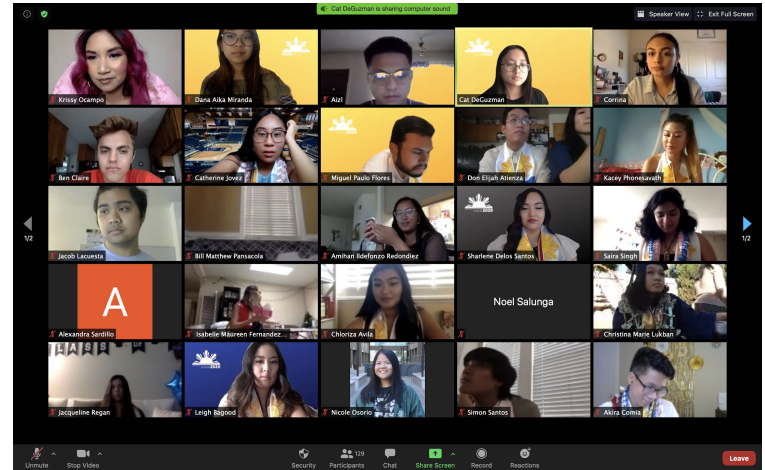 Cat DeGuzman is sharing computer sound
Speaker View
Exit Full Screen
Krissy Ocampo
Dana Aika Miranda
Aizl
Cat DeGuzman
Corrina
Ben Claire
Catherine Jovez
Miguel Paulo Flores
Don Elijah Atienza
Kacey Phonesavath
1/2
1/2
Jacob Lacuesta
Bill Matthew Pansacola
Amihan Ildefonzo Redondiez
2020
Sharlene Delos Santos
Saira Singh
A
Alexandra Sardillo
Isabelle Maureen Fernandez...
Chloriza Avila
Noel Salunga
Christina Marie Lukban
CLASS OF
Jacqueline Regan
2020
Leigh Bagood
Nicole Osorio
Simon Santos
Akira Comia
Unmute
Stop Video
Security
Participants
129
Chat
Share Screen
Record
Reactions
Leave